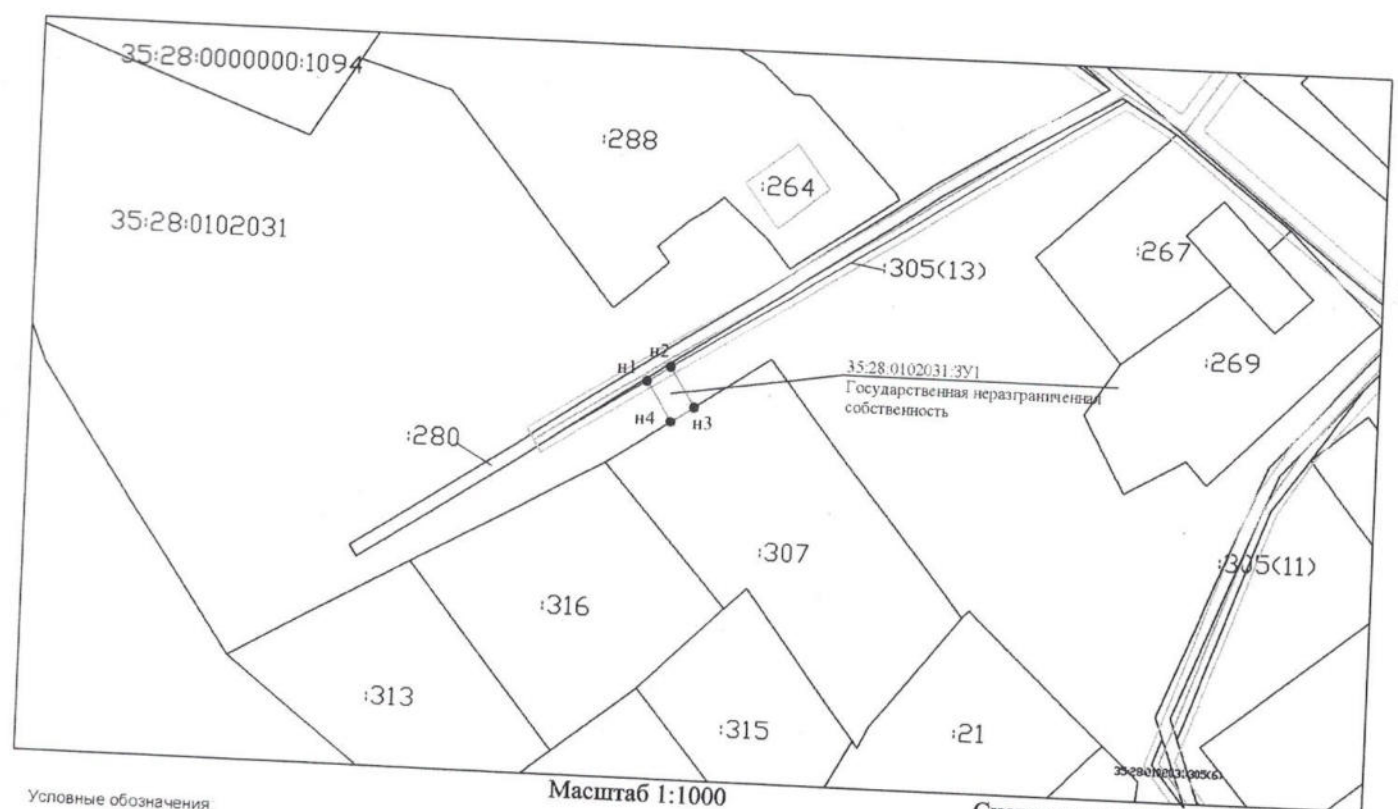 35:28:0000000:1094
:288
:264
35:28:0102031
:267
:305(13)
н2
н1
35:28:0102031:ЗУ1
Государственная неразграниченная
собственность
:269
н4
н3
:280
:307
:305(11)
:316
:313
:315
:21
Масштаб 1:1000
Условные обозначения